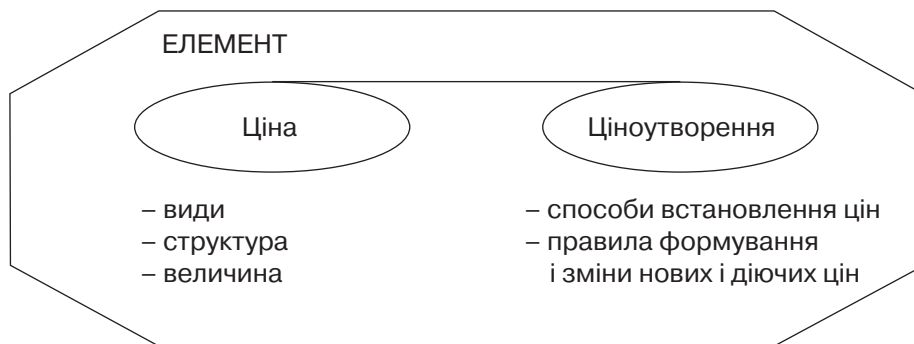 ЕЛЕМЕНТ
Ціна
Ціноутворення
– види
– структура
– величина
– способи встановлення цін
– правила формування
і зміни нових і діючих цін